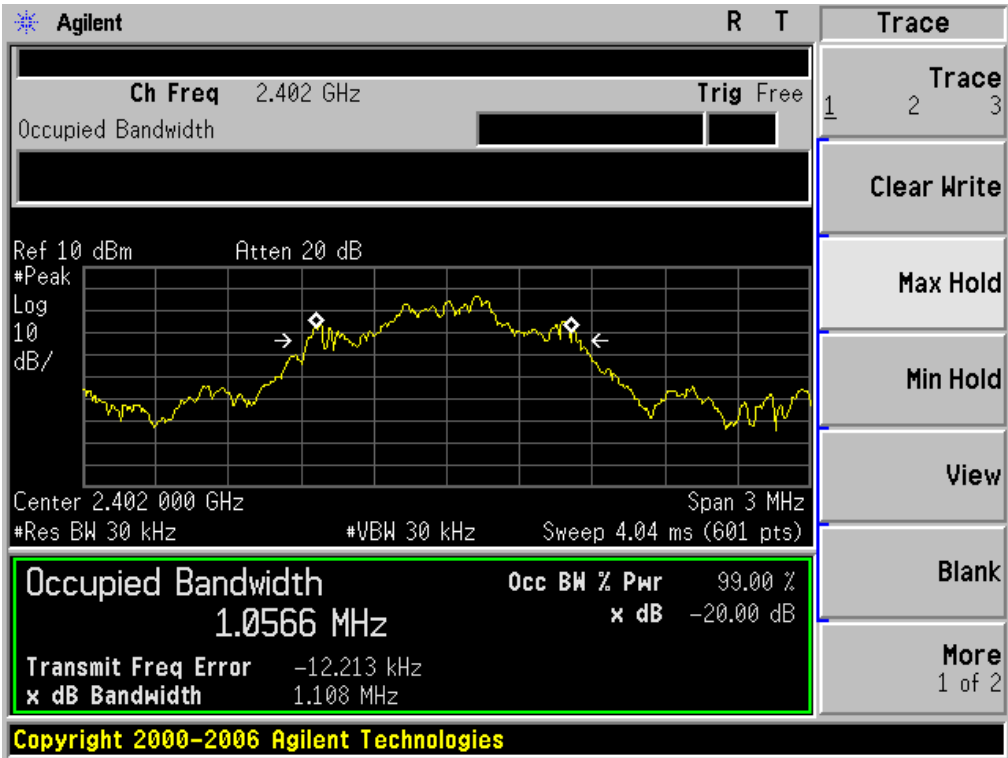 Agilent R T
Ch Freq 2.402 GHz Trig Free
Occupied Bandwidth
Ref 10 dBm Atten 20 dB
#Peak
Log
10
dB/
Center 2.402 000 GHz Span 3 MHz
#Res BW 30 kHz #VBW 30 kHz Sweep 4.04 ms (601 pts)
Occupied Bandwidth Occ BW % Pwr 99.00 %
1.0566 MHz x dB -20.00 dB
Transmit Freq Error -12.213 kHz
x dB Bandwidth 1.108 MHz
Copyright 2000-2006 Agilent Technologies
Trace
Trace
1 2 3
Clear Write
Max Hold
Min Hold
View
Blank
More
1 of 2